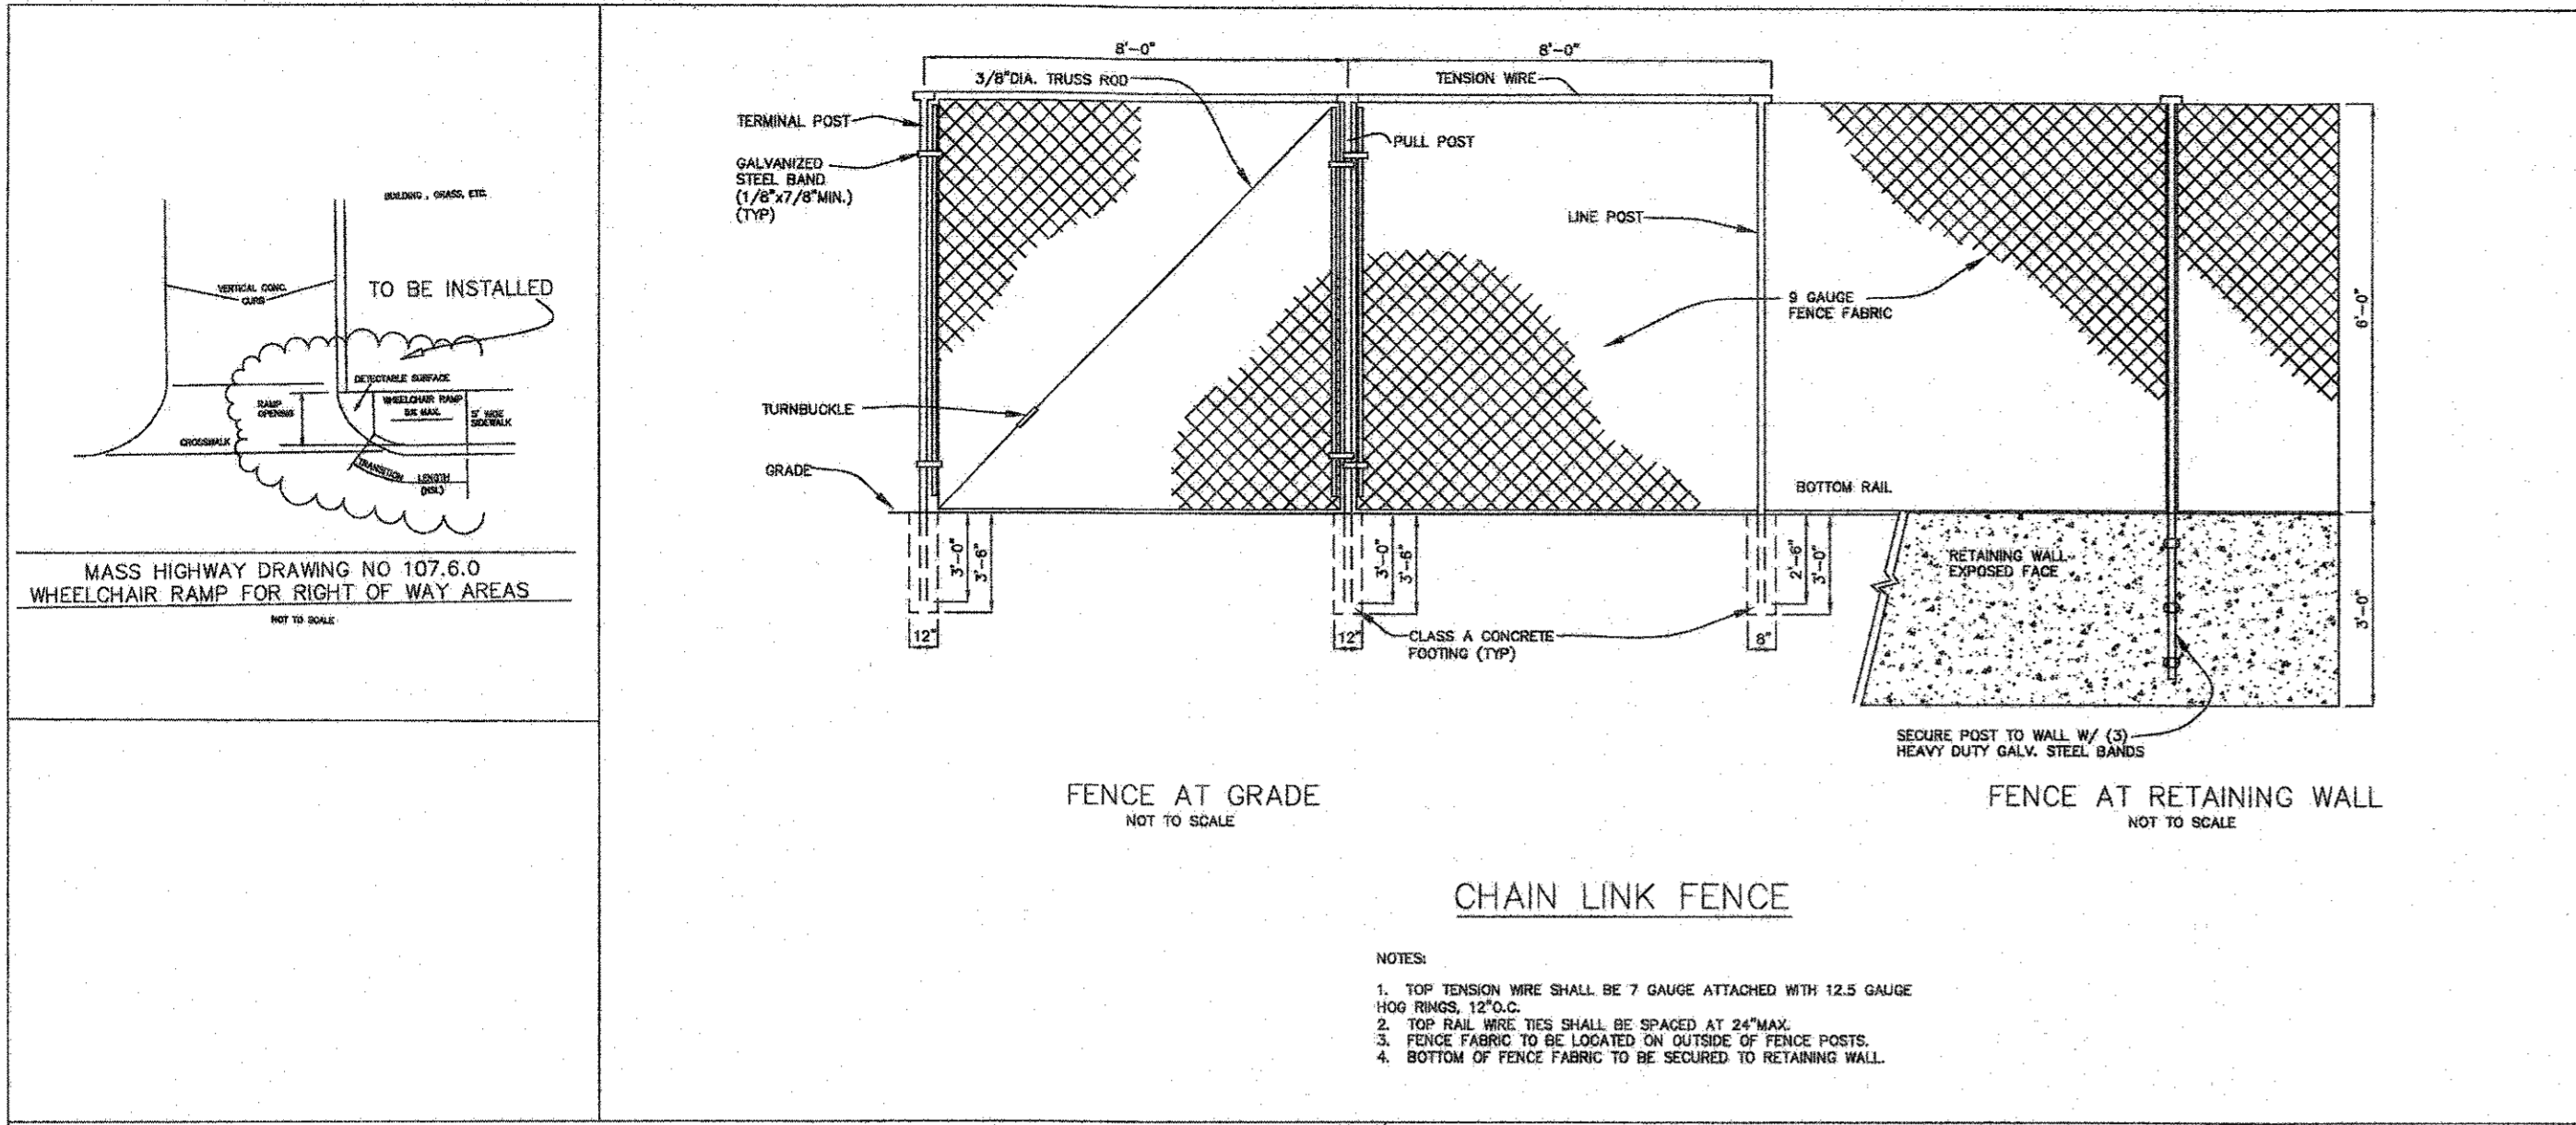 BUILDING , GRASS, ETC.
VERTICAL CONC.
CURB
TO BE INSTALLED
DETECTABLE SURFACE
RAMP
OPENING
WHEELCHAIR RAMP
MAX.
5' WIDE
SIDEWALK
CROSSWALK
TRANSITION LENGTH
(HSL)
MASS HIGHWAY DRAWING NO 107.6.0
WHEELCHAIR RAMP FOR RIGHT OF WAY AREAS
NOT TO SCALE
8'-0"
8'-0"
3/8"DIA. TRUSS ROD
TENSION WIRE
TERMINAL POST
PULL POST
GALVANIZED
STEEL BAND
(1/8"x7/8"MIN.)
(TYP)
LINE POST
9 GAUGE
FENCE FABRIC
6'-0"
TURNBUCKLE
GRADE
BOTTOM RAIL
3'-0"
3'-6"
3'-0"
3'-6"
2'-6"
3'-0"
RETAINING WALL
EXPOSED FACE
3'-0"
12"
12"
8"
CLASS A CONCRETE
FOOTING (TYP)
SECURE POST TO WALL W/ (3)
HEAVY DUTY GALV. STEEL BANDS
FENCE AT GRADE
NOT TO SCALE
FENCE AT RETAINING WALL
NOT TO SCALE
CHAIN LINK FENCE
NOTES:
1. TOP TENSION WIRE SHALL BE 7 GAUGE ATTACHED WITH 12.5 GAUGE
HOG RINGS, 12"O.C.
2. TOP RAIL WIRE TIES SHALL BE SPACED AT 24"MAX.
3. FENCE FABRIC TO BE LOCATED ON OUTSIDE OF FENCE POSTS.
4. BOTTOM OF FENCE FABRIC TO BE SECURED TO RETAINING WALL.